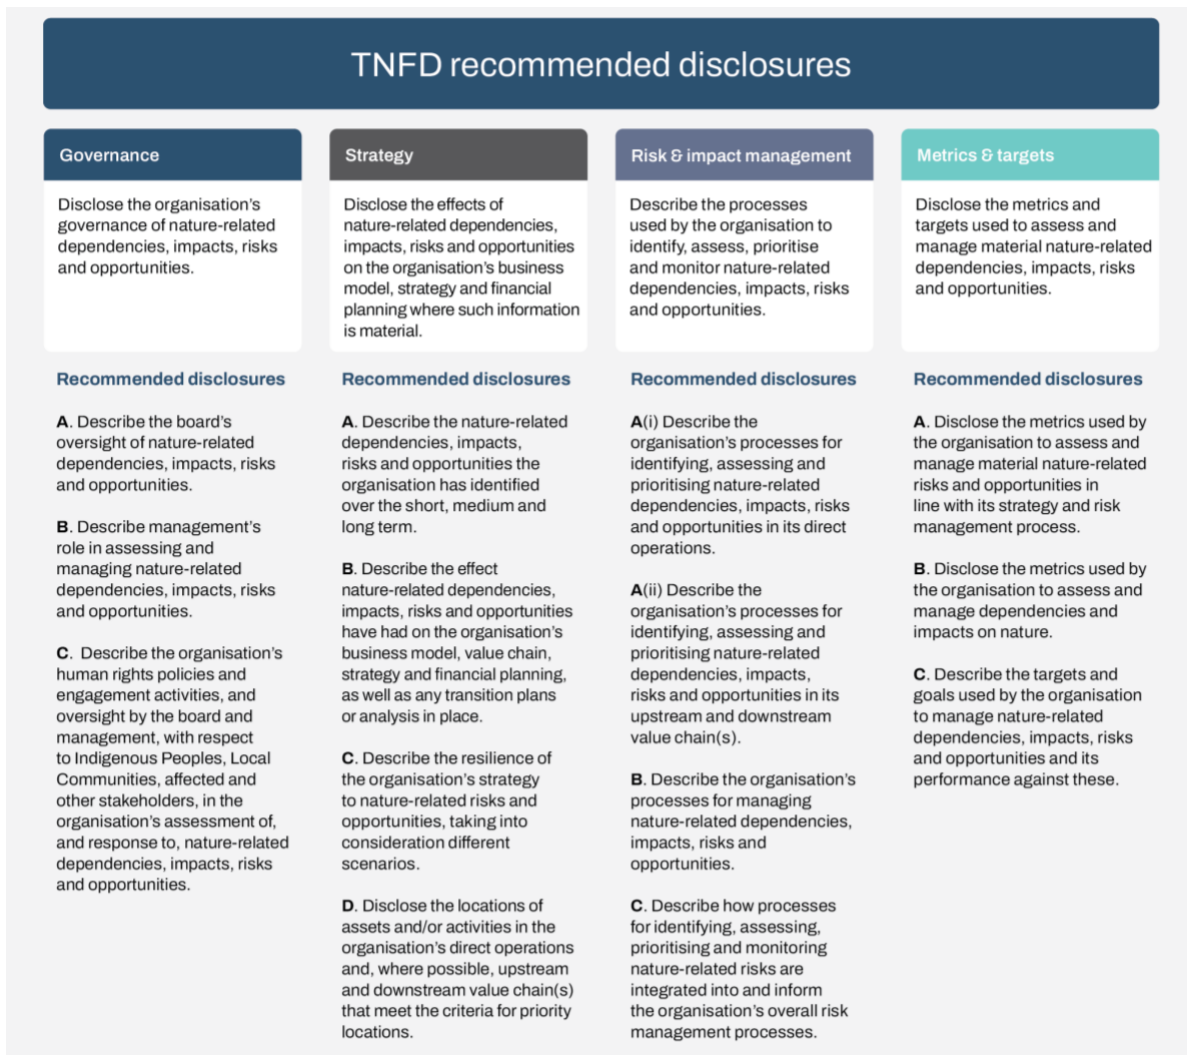 TNFD recommended disclosures
Governance
Disclose the organisation's
governance of nature-related
dependencies, impacts, risks
and opportunities.
Recommended disclosures
A. Describe the board's
oversight of nature-related
dependencies, impacts, risks
and opportunities.
B. Describe management's
role in assessing and
managing nature-related
dependencies, impacts, risks
and opportunities.
C. Describe the organisation's
human rights policies and
engagement activities, and
oversight by the board and
management, with respect
to Indigenous Peoples, Local
Communities, affected and
other stakeholders, in the
organisation's assessment of,
and response to, nature-related
dependencies, impacts, risks
and opportunities.
Strategy
Disclose the effects of
nature-related dependencies,
impacts, risks and opportunities
on the organisation's business
model, strategy and financial
planning where such information
is material.
Recommended disclosures
A. Describe the nature-related
dependencies, impacts,
risks and opportunities the
organisation has identified
over the short, medium and
long term.
B. Describe the effect
nature-related dependencies,
impacts, risks and opportunities
have had on the organisation's
business model, value chain,
strategy and financial planning,
as well as any transition plans
or analysis in place.
C. Describe the resilience of
the organisation's strategy
to nature-related risks and
opportunities, taking into
consideration different
scenarios.
D. Disclose the locations of
assets and/or activities in the
organisation's direct operations
and, where possible, upstream
and downstream value chain(s)
that meet the criteria for priority
locations.
Risk & impact management
Describe the processes
used by the organisation to
identify, assess, prioritise
and monitor nature-related
dependencies, impacts, risks
and opportunities.
Recommended disclosures
A(i) Describe the
organisation's processes for
identifying, assessing and
prioritising nature-related
dependencies, impacts, risks
and opportunities in its direct
operations.
A(ii) Describe the
organisation's processes for
identifying, assessing and
prioritising nature-related
dependencies, impacts,
risks and opportunities in its
upstream and downstream
value chain(s).
B. Describe the organisation's
processes for managing
nature-related dependencies,
impacts, risks and
opportunities.
C. Describe how processes
for identifying, assessing,
prioritising and monitoring
nature-related risks are
integrated into and inform
the organisation's overall risk
management processes.
Metrics & targets
Disclose the metrics and
targets used to assess and
manage material nature-related
dependencies, impacts, risks
and opportunities.
Recommended disclosures
A. Disclose the metrics used by
the organisation to assess and
manage material nature-related
risks and opportunities in
line with its strategy and risk
management process.
B. Disclose the metrics used by
the organisation to assess and
manage dependencies and
impacts on nature.
C. Describe the targets and
goals used by the organisation
to manage nature-related
dependencies, impacts, risks
and opportunities and its
performance against these.